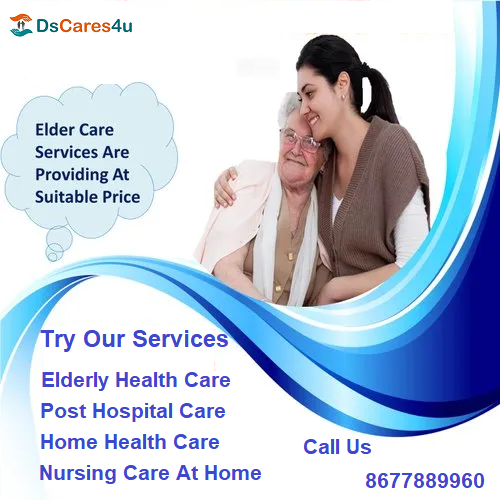 DsCares4u
Elder Care
Services Are
Providing At
Suitable Price
Try Our Services
Elderly Health Care
Post Hospital Care
Home Health Care
Nursing Care At Home
Call Us
8677889960